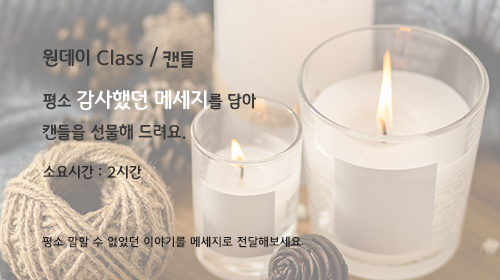 원데이 Class / 캔들
평소 감사했던 메세지를 담아
캔들을 선물해 드려요.
소요시간 : 2시간
평소 말할 수 없었던 이야기를 메세지로 전달해보세요.